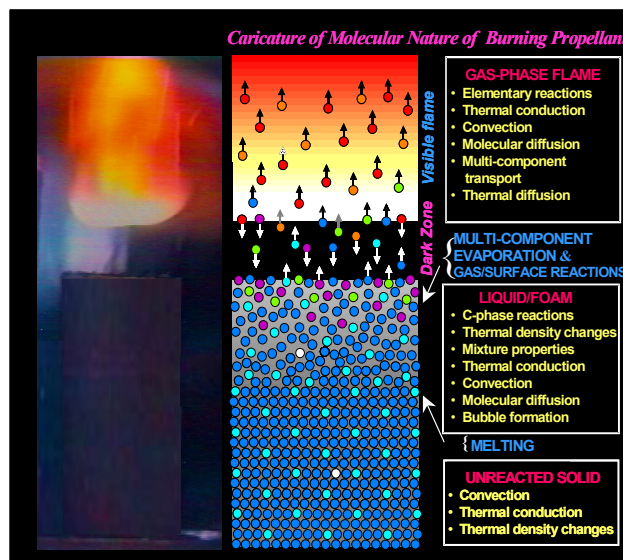 Caricature of Molecular Nature of Burning Propellant
GAS-PHASE FLAME
• Elementary reactions
• Thermal conduction
• Convection
• Molecular diffusion
• Multi-component
transport
• Thermal diffusion
Visible flame
Dark Zone
MULTI-COMPONENT
EVAPORATION &
GAS/SURFACE REACTIONS
LIQUID/FOAM
• C-phase reactions
• Thermal density changes
• Mixture properties
• Thermal conduction
• Convection
• Molecular diffusion
• Bubble formation
MELTING
UNREACTED SOLID
• Convection
• Thermal conduction
• Thermal density changes